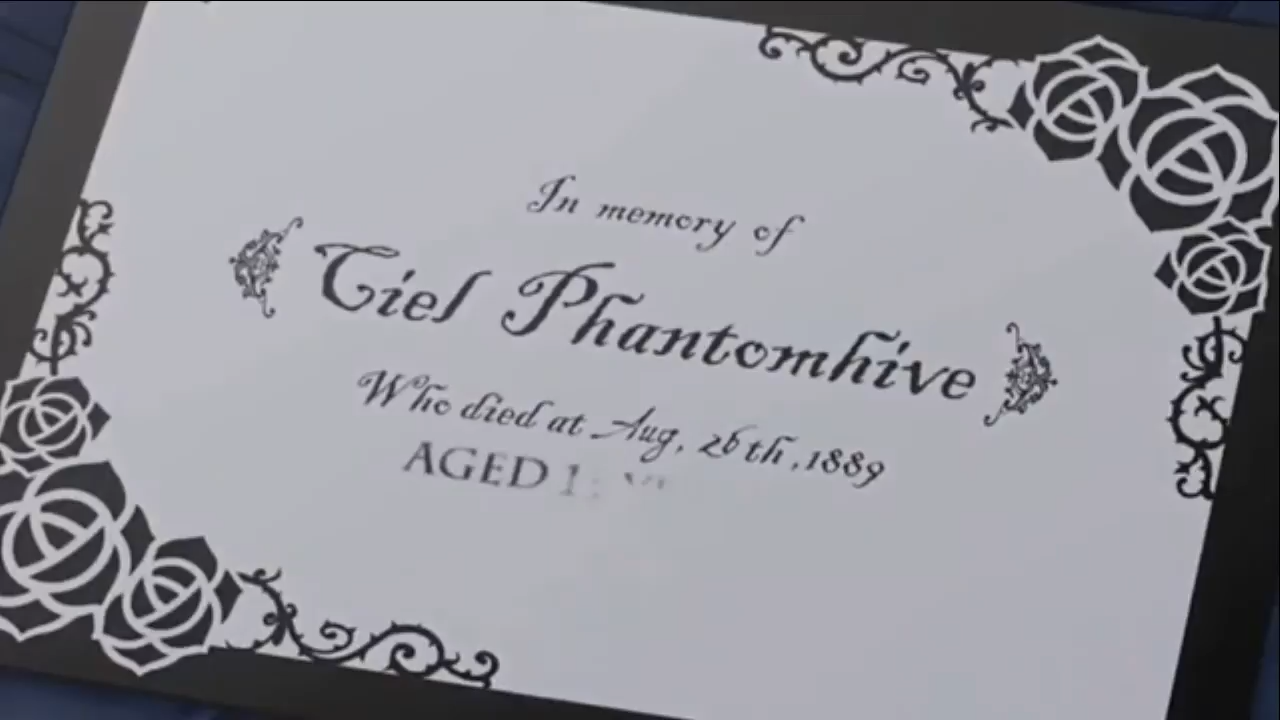 In memory of
Ciel Phantomhive
Who died at Aug, 26th, 1889
AGED